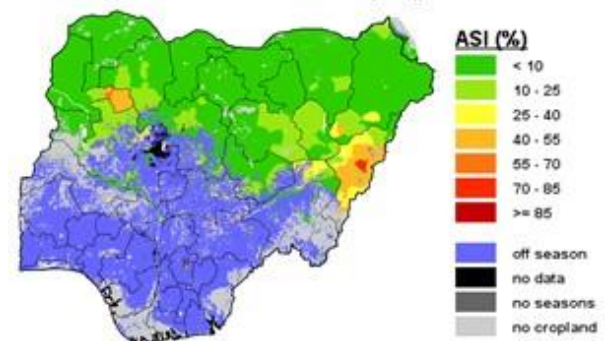 ASI (%)
< 10
10 - 25
25 - 40
40 - 55
55 - 70
70 - 85
>= 85
off season
no data
no seasons
no cropland